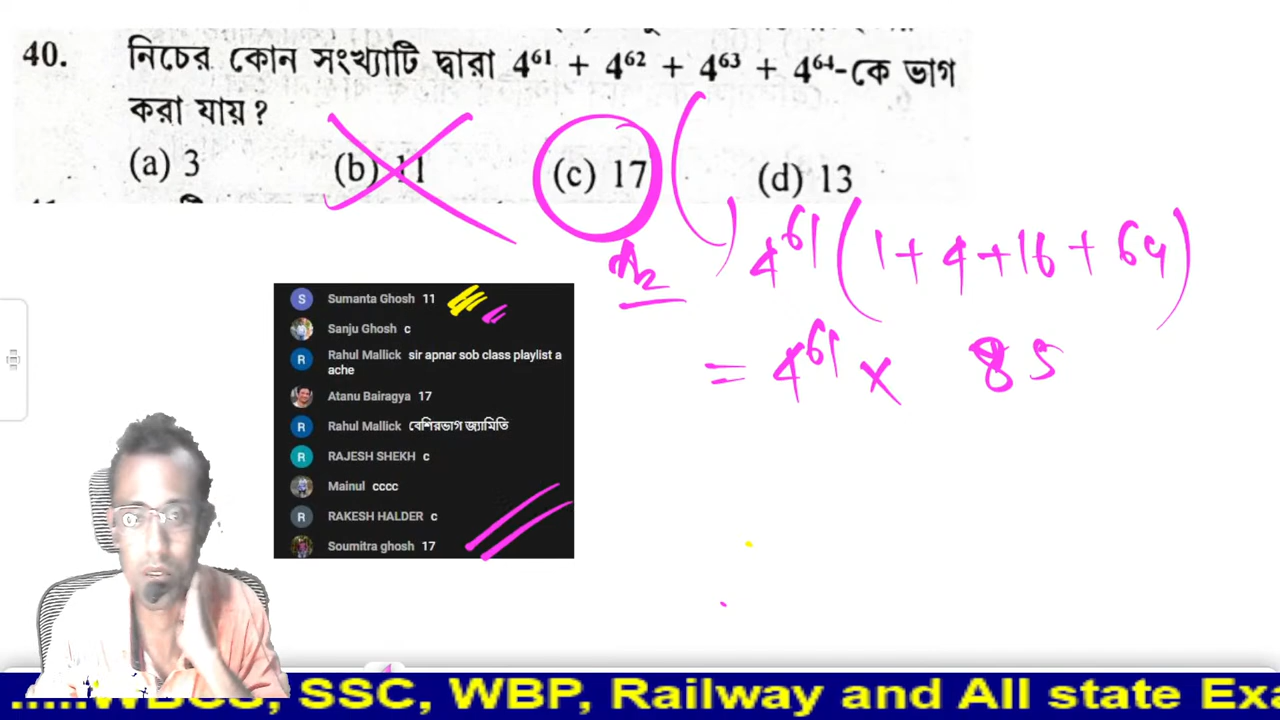 40. নিচের কোন সংখ্যাটি দ্বারা 4⁶¹ + 4⁶² + 4⁶³ + 4⁶⁴-কে ভাগ
করা যায় ?
(a) 3 (b) 11 (c) 17 (d) 13
4⁶¹ (1 + 4 + 16 + 64)
= 4⁶¹ × 85
S Sumanta Ghosh 11
Sanju Ghosh c
R Rahul Mallick sir apnar sob class playlist a
ache
Atanu Bairagya 17
R Rahul Mallick বেশিরভাগ জ্যামিতি
R RAJESH SHEKH c
Mainul cccc
R RAKESH HALDER c
Soumitra ghosh 17
.....WBCS, SSC, WBP, Railway and All state Exa